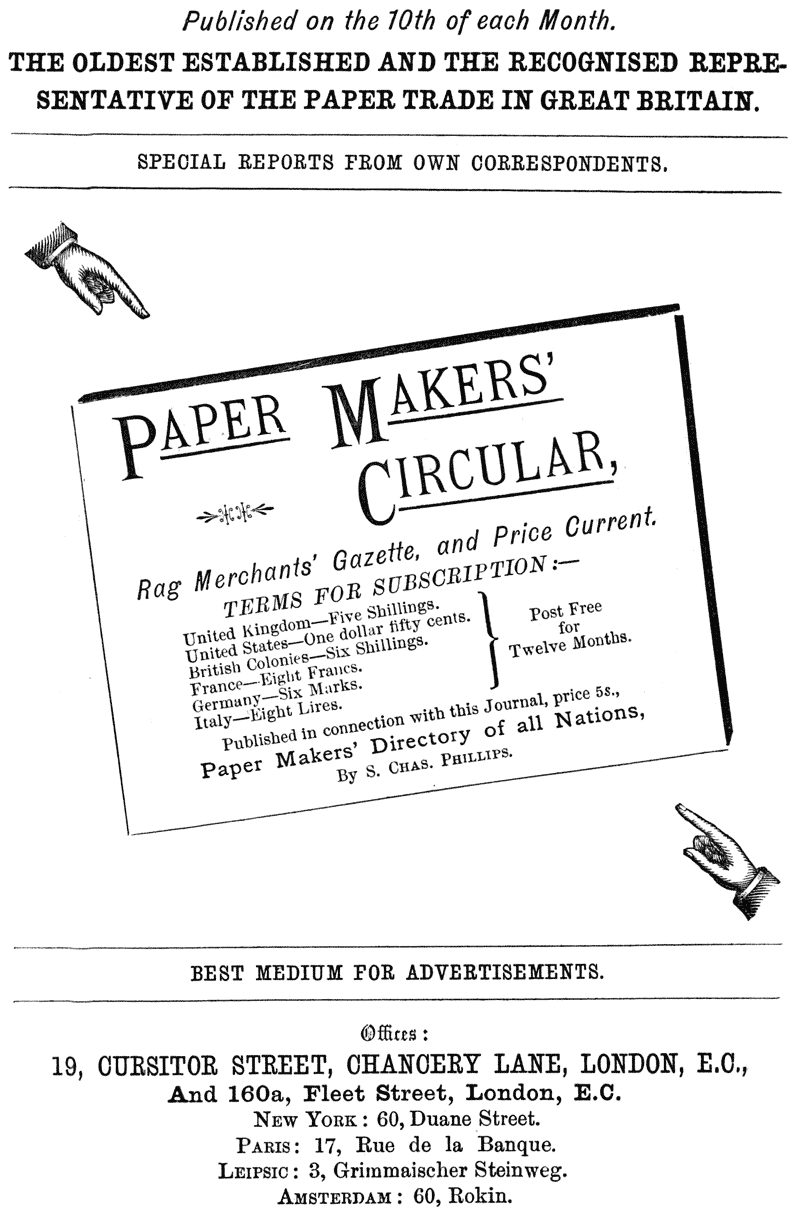 Published on the 10th of each Month.
THE OLDEST ESTABLISHED AND THE RECOGNISED REPRE-
SENTATIVE OF THE PAPER TRADE IN GREAT BRITAIN.
SPECIAL REPORTS FROM OWN CORRESPONDENTS.
PAPER MAKERS'
CIRCULAR,
Rag Merchants' Gazette, and Price Current.
TERMS FOR SUBSCRIPTION:—
United Kingdom—Five Shillings.
United States—One dollar fifty cents.
British Colonies—Six Shillings.
France—Eight Francs.
Germany—Six Marks.
Italy—Eight Lires.
Post Free
for
Twelve Months.
Published in connection with this Journal, price 5s.,
Paper Makers' Directory of all Nations,
By S. CHAS. PHILLIPS.
BEST MEDIUM FOR ADVERTISEMENTS.
Offices:
19, CURSITOR STREET, CHANCERY LANE, LONDON, E.C.,
And 160a, Fleet Street, London, E.C.
NEW YORK: 60, Duane Street.
PARIS: 17, Rue de la Banque.
LEIPSIC: 3, Grimmaischer Steinweg.
AMSTERDAM: 60, Rokin.